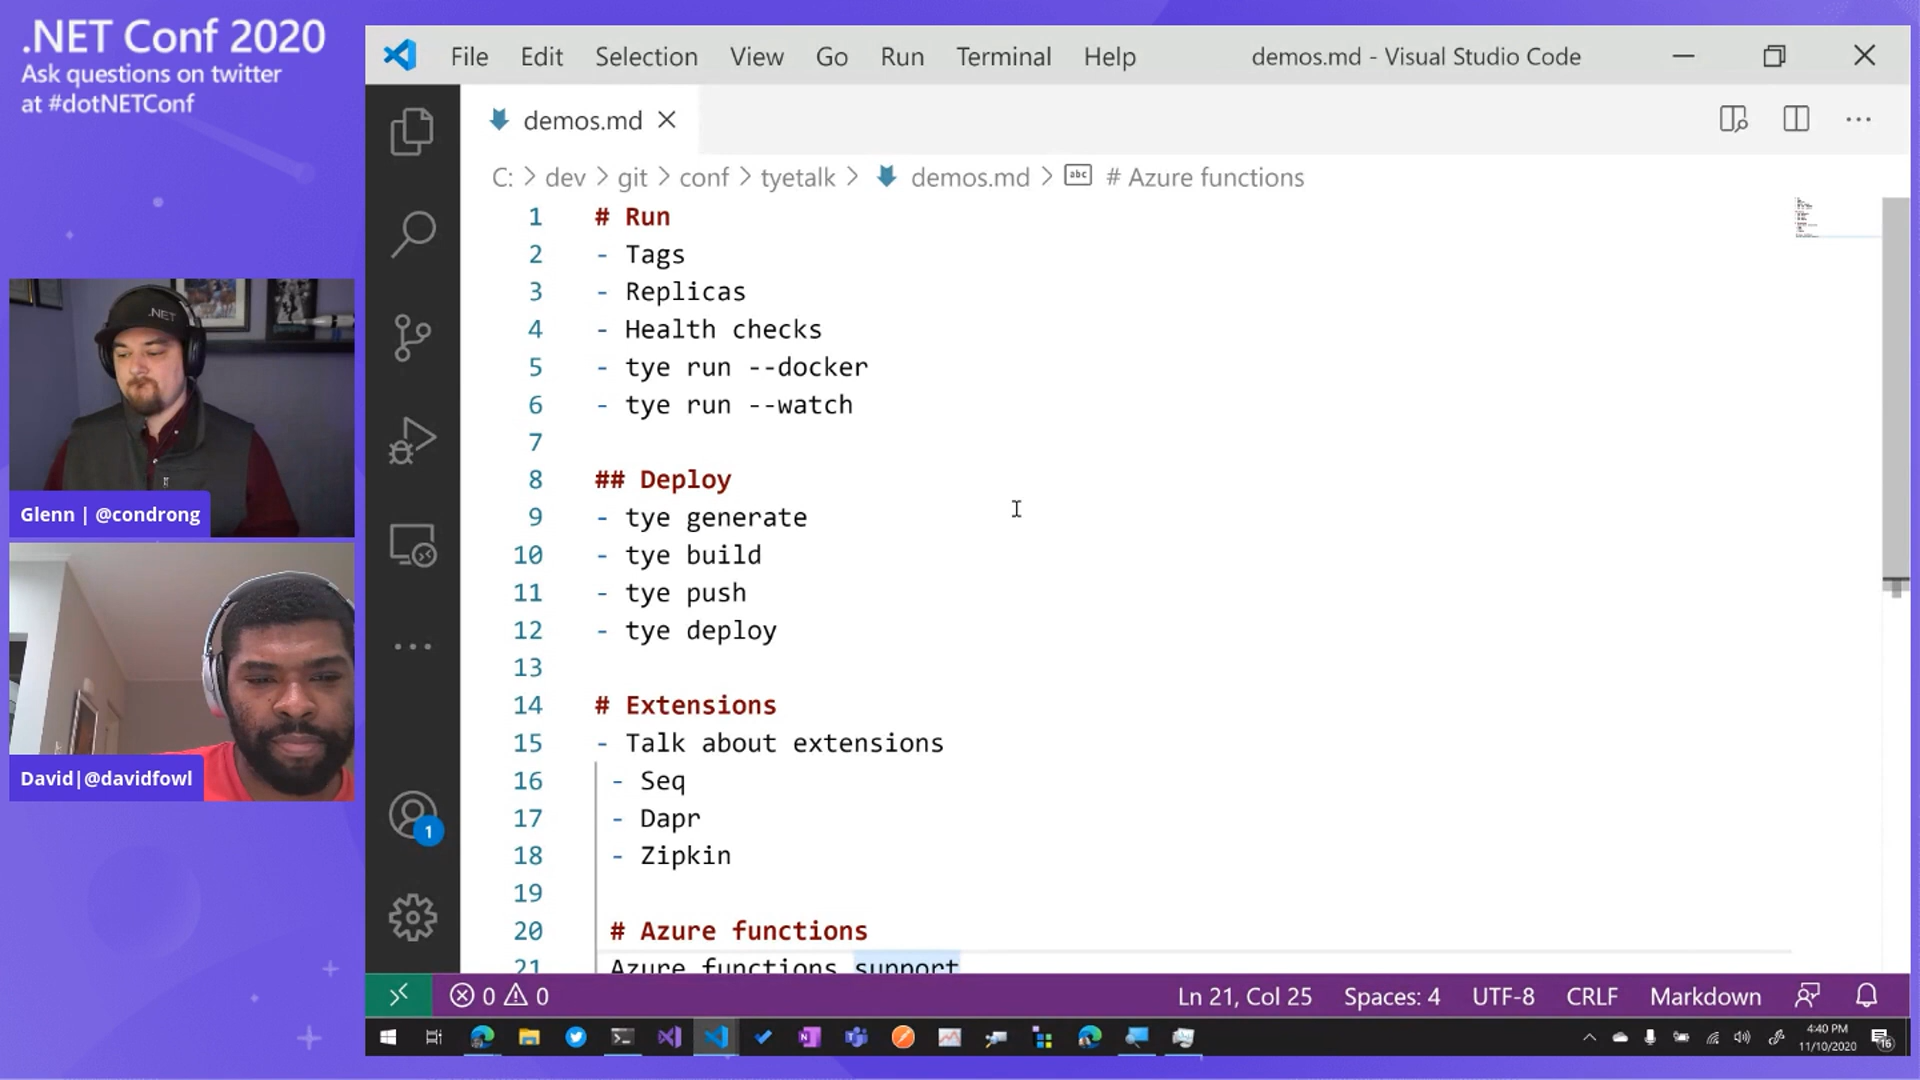 .NET Conf 2020
Ask questions on twitter
at #dotNETConf
File Edit Selection View Go Run Terminal Help demos.md - Visual Studio Code
demos.md
C: > dev > git > conf > tyetalk > demos.md > abc # Azure functions
1 # Run
2 - Tags
3 - Replicas
4 - Health checks
5 - tye run --docker
6 - tye run --watch
7
8 ## Deploy
9 - tye generate
10 - tye build
11 - tye push
12 - tye deploy
13
14 # Extensions
15 - Talk about extensions
16 - Seq
17 - Dapr
18 - Zipkin
19
20 # Azure functions
21 Azure functions support
.NET
Glenn | @condrong
David|@davidfowl
1
0 0 Ln 21, Col 25 Spaces: 4 UTF-8 CRLF Markdown
4:40 PM
11/10/2020
16